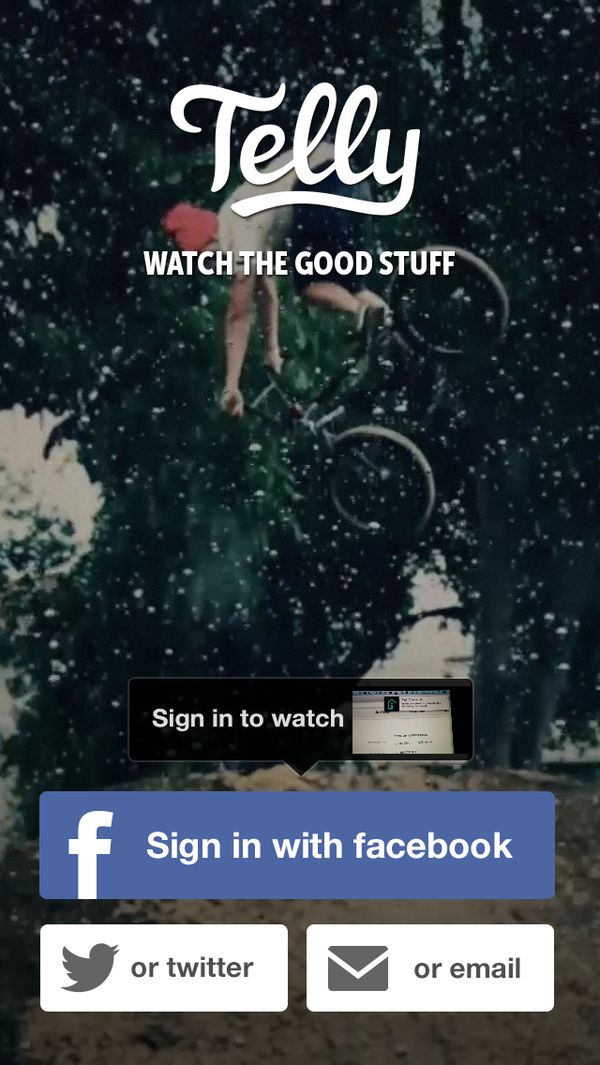 Telly
WATCH THE GOOD STUFF
Sign in to watch
Sign in with facebook
or twitter
or email